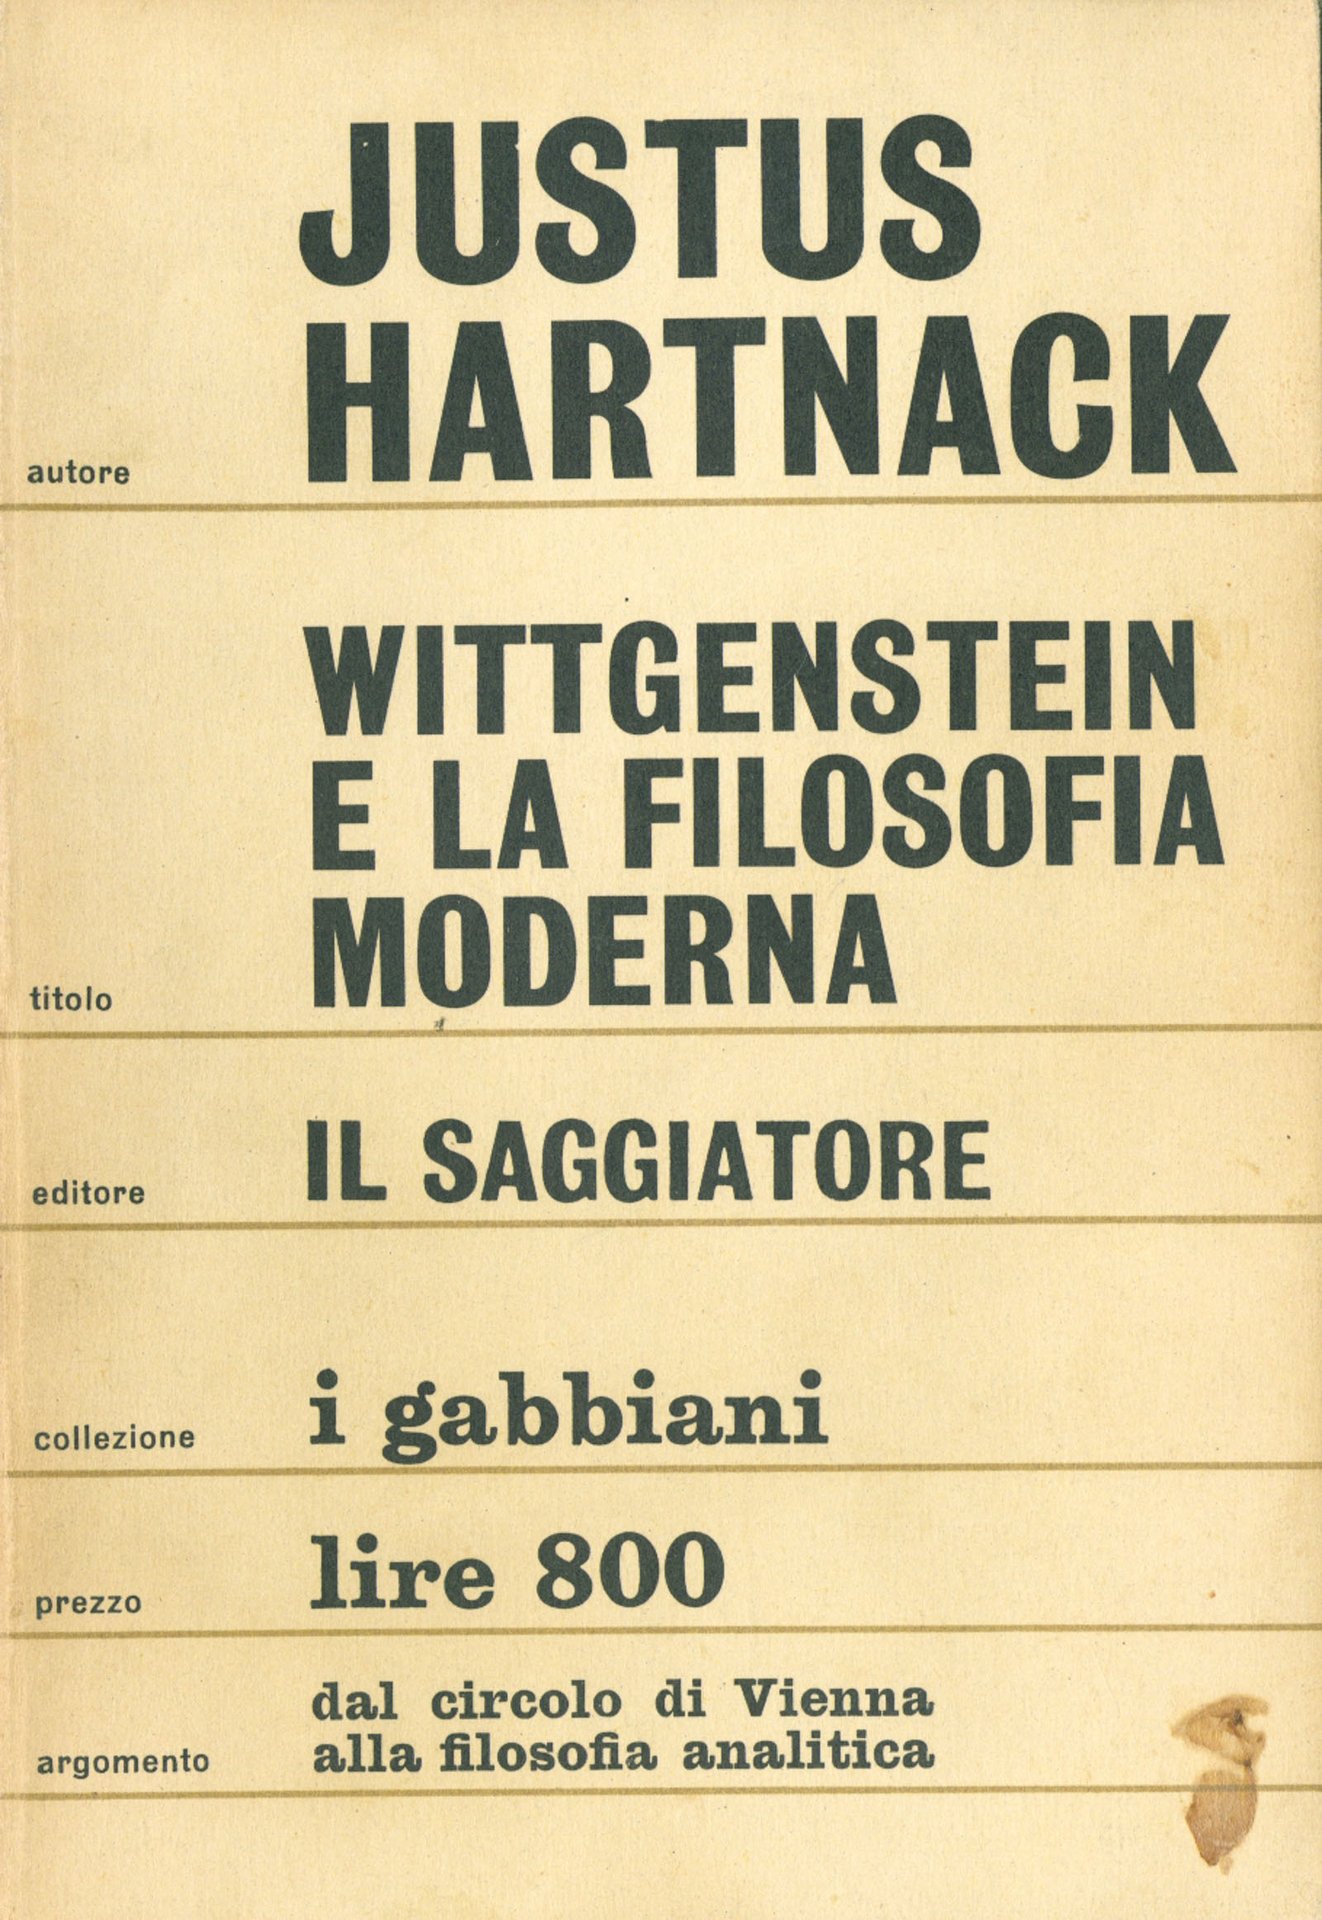 JUSTUS
HARTNACK
autore
WITTGENSTEIN
E LA FILOSOFIA
MODERNA
titolo
IL SAGGIATORE
editore
i gabbiani
collezione
lire 800
prezzo
dal circolo di Vienna
alla filosofia analitica
argomento